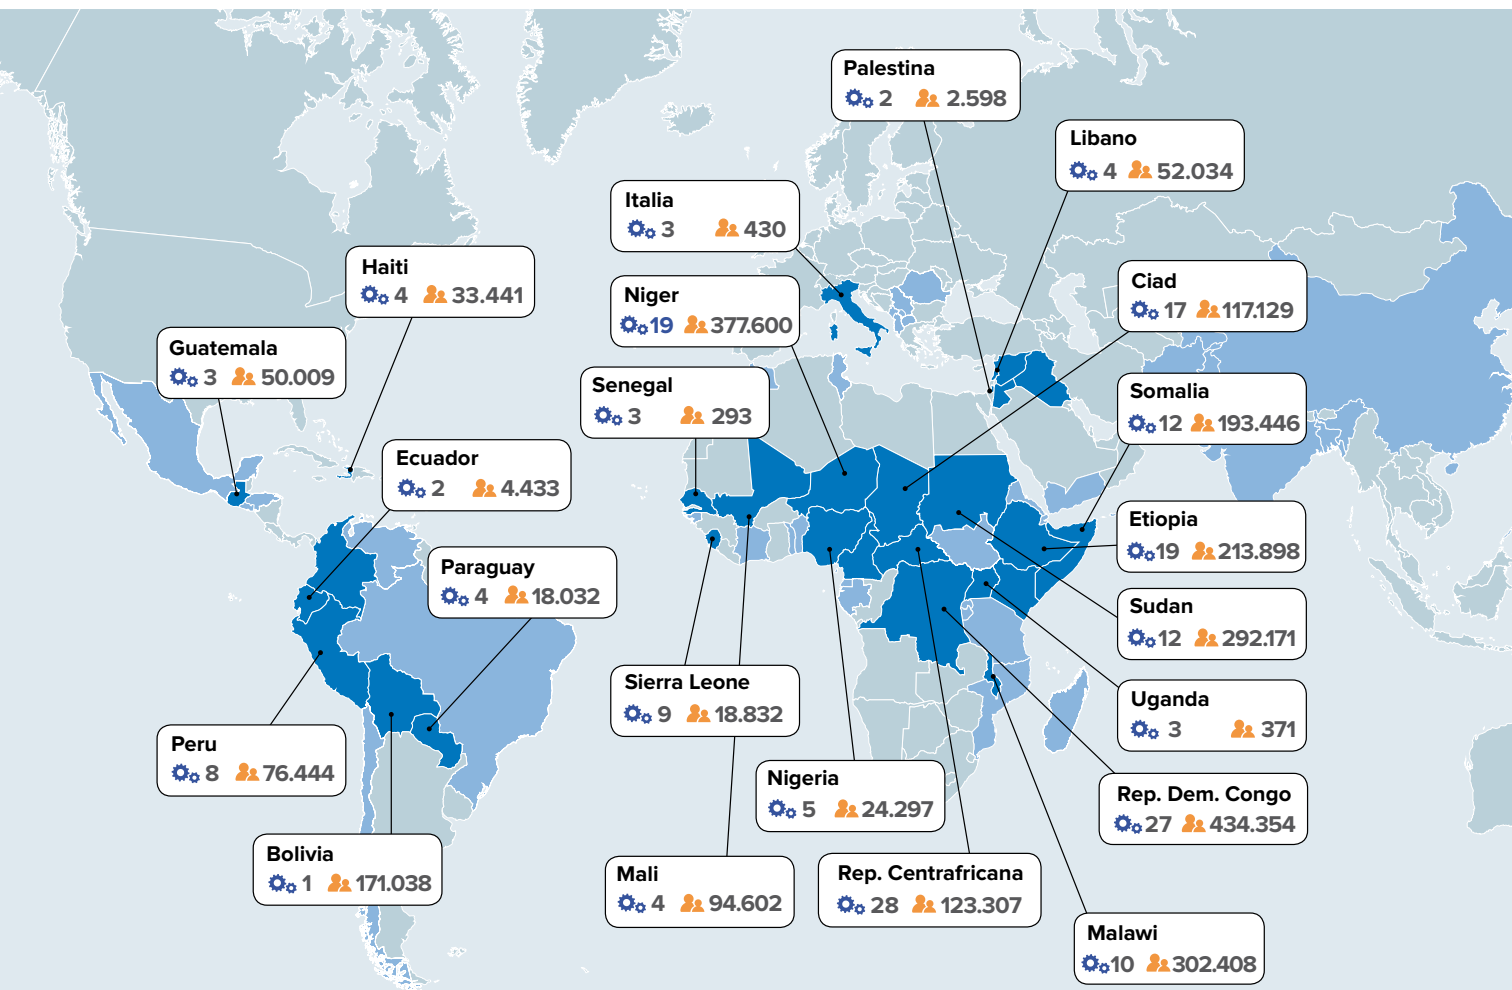 Palestina
2 2.598
Libano
4 52.034
Italia
3 430
Haiti
4 33.441
Niger
19 377.600
Ciad
17 117.129
Guatemala
3 50.009
Senegal
3 293
Somalia
12 193.446
Ecuador
2 4.433
Etiopia
19 213.898
Paraguay
4 18.032
Sudan
12 292.171
Sierra Leone
9 18.832
Uganda
3 371
Peru
8 76.444
Nigeria
5 24.297
Rep. Dem. Congo
27 434.354
Bolivia
1 171.038
Mali
4 94.602
Rep. Centrafricana
28 123.307
Malawi
10 302.408